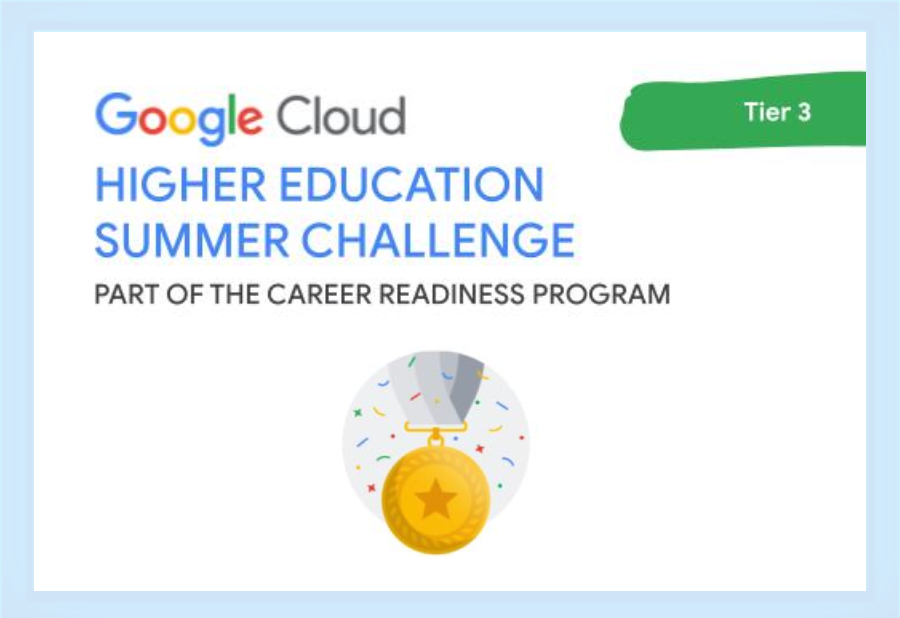 Google Cloud
Tier 3
HIGHER EDUCATION
SUMMER CHALLENGE
PART OF THE CAREER READINESS PROGRAM